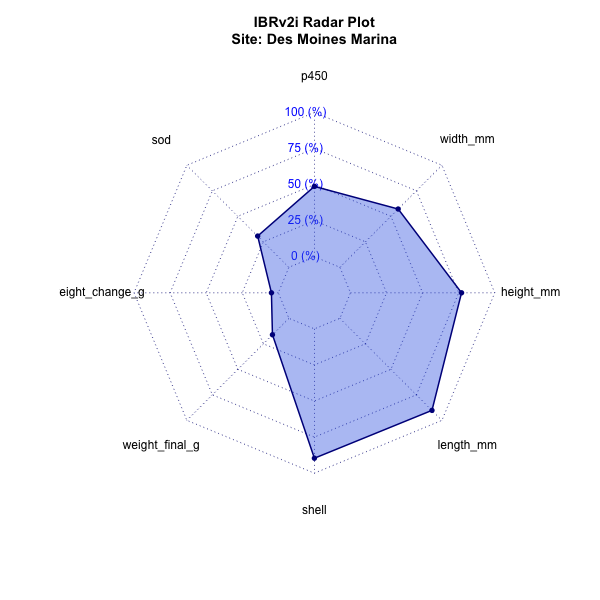 IBRv2i Radar Plot
Site: Des Moines Marina
p450
100 (%)
sod
width_mm
75 (%)
50 (%)
25 (%)
0 (%)
eight_change_g
height_mm
weight_final_g
length_mm
shell